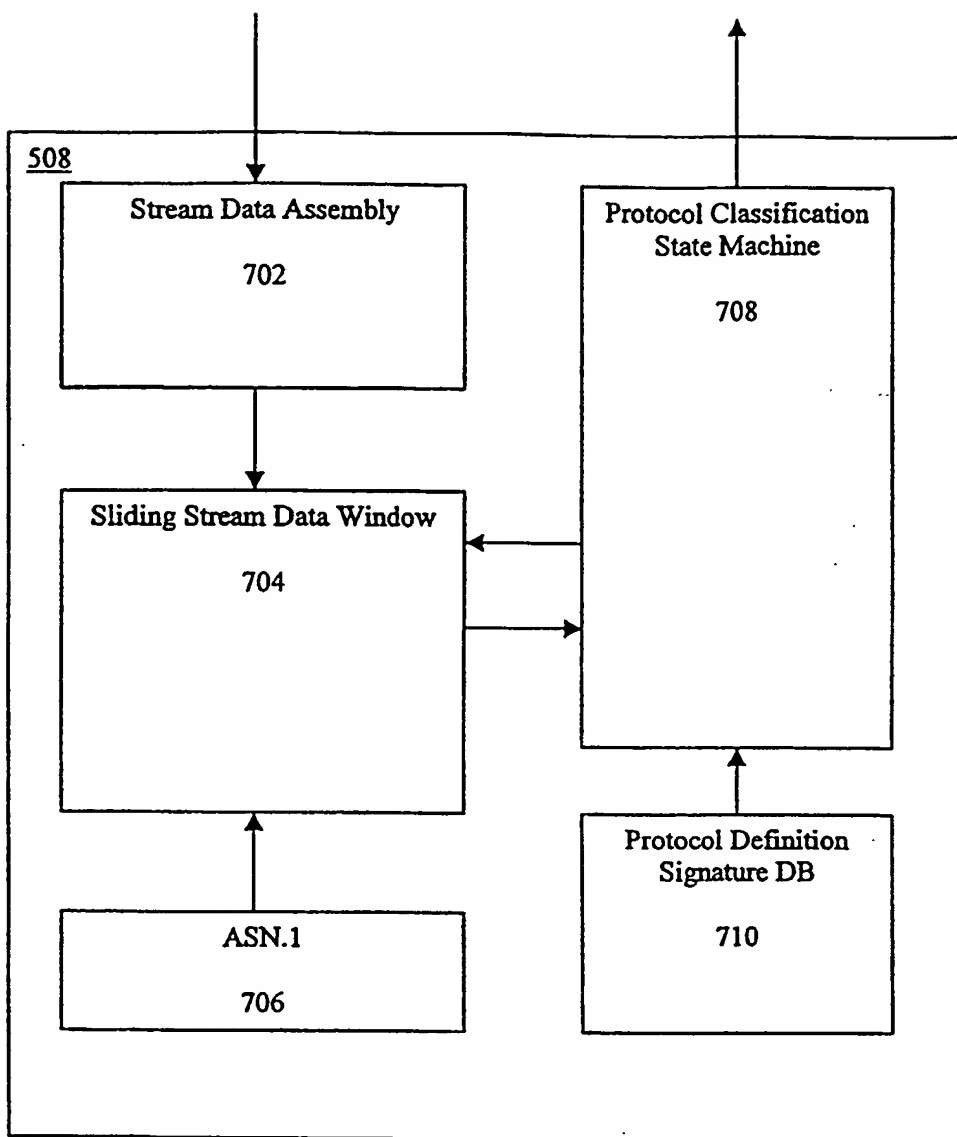 508
Stream Data Assembly
702
Protocol Classification
State Machine
708
Sliding Stream Data Window
704
ASN.1
706
Protocol Definition
Signature DB
710